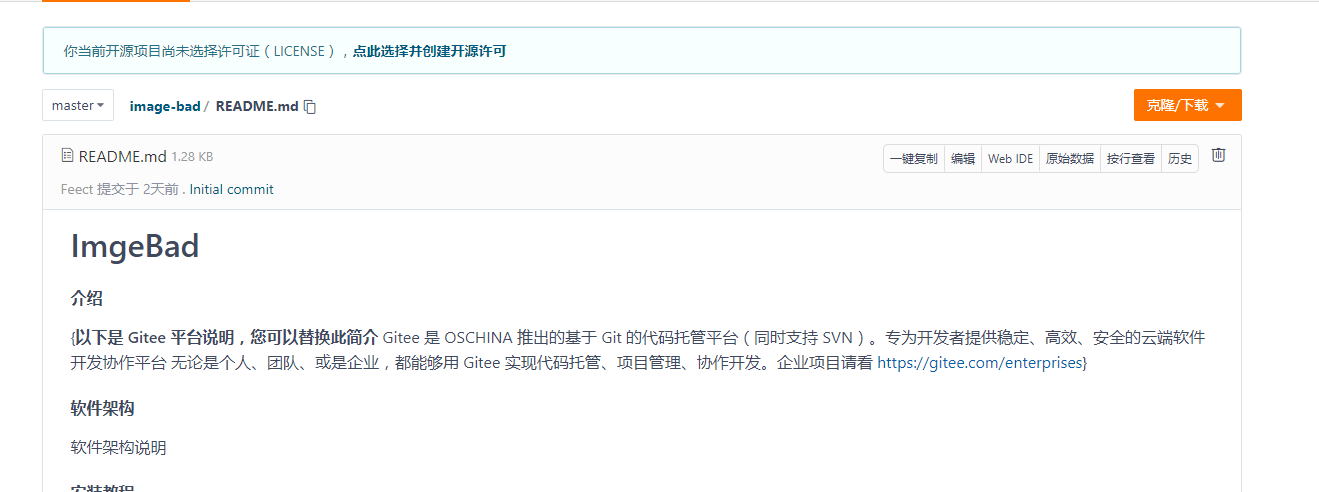 你当前开源项目尚未选择许可证（LICENSE），点此选择并创建开源许可
master image-bad / README.md 克隆/下载
README.md 1.28 KB 一键复制 编辑 Web IDE 原始数据 按行查看 历史
Feect 提交于 2天前 . Initial commit
ImgeBad
介绍
{以下是 Gitee 平台说明，您可以替换此简介 Gitee 是 OSCHINA 推出的基于 Git 的代码托管平台（同时支持 SVN）。专为开发者提供稳定、高效、安全的云端软件
开发协作平台 无论是个人、团队、或是企业，都能够用 Gitee 实现代码托管、项目管理、协作开发。企业项目请看 https://gitee.com/enterprises}
软件架构
软件架构说明
安装教程